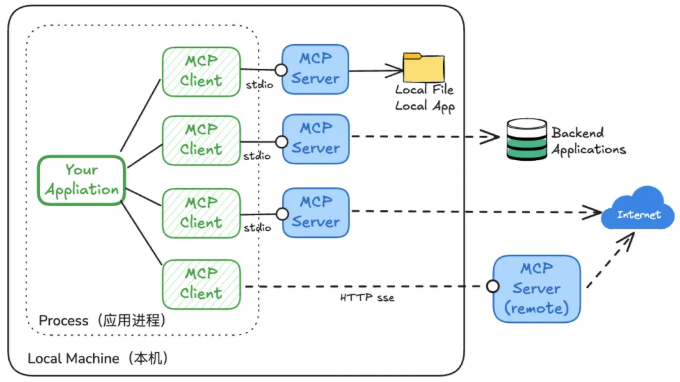 MCP
Client
stdio
MCP
Server
Local File
Local App
MCP
Client
stdio
MCP
Server
Backend
Applications
Your
Appliation
MCP
Client
stdio
MCP
Server
Internet
MCP
Client
HTTP sse
MCP
Server
(remote)
Process（应用进程）
Local Machine（本机）